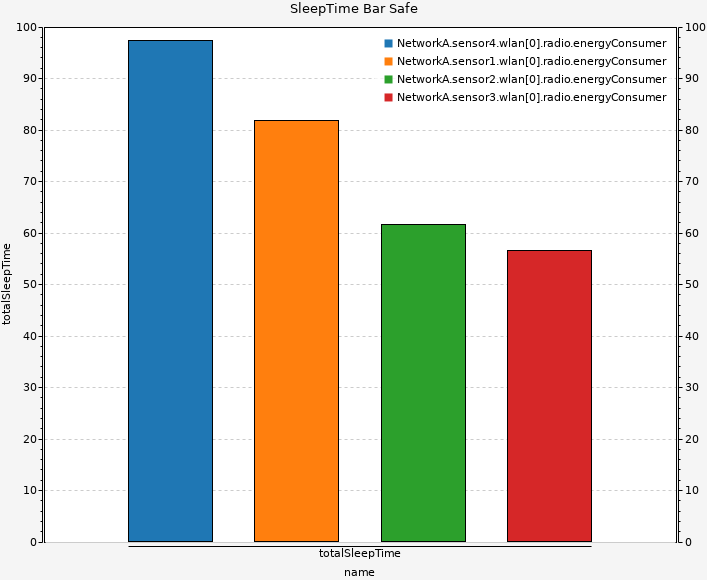 SleepTime Bar Safe
NetworkA.sensor4.wlan[0].radio.energyConsumer
NetworkA.sensor1.wlan[0].radio.energyConsumer
NetworkA.sensor2.wlan[0].radio.energyConsumer
NetworkA.sensor3.wlan[0].radio.energyConsumer
100 100
90 90
80 80
70 70
60 60
50 50
40 40
30 30
20 20
10 10
0 0
totalSleepTime
totalSleepTime
name